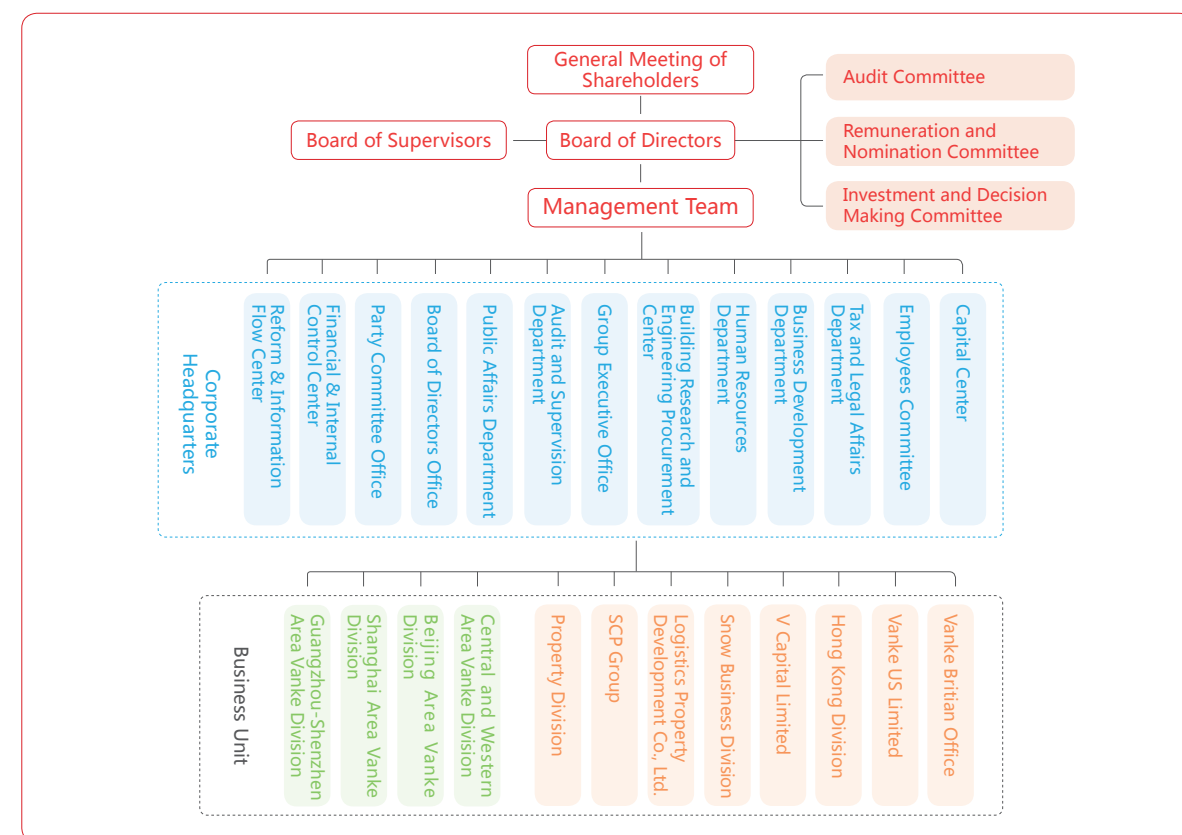 General Meeting of
Shareholders
Audit Committee
Board of Supervisors
Board of Directors
Remuneration and
Nomination Committee
Management Team
Investment and Decision
Making Committee
Corporate
Headquarters
Reform & Information
Flow Center
Financial & Internal
Control Center
Party Committee Office
Board of Directors Office
Public Affairs Department
Audit and Supervision
Department
Group Executive Office
Building Research and
Engineering Procurement
Center
Human Resources
Department
Business Development
Department
Tax and Legal Affairs
Department
Employees Committee
Capital Center
Business Unit
Guangzhou-Shenzhen
Area Vanke Division
Shanghai Area Vanke
Division
Beijing Area Vanke
Division
Central and Western
Area Vanke Division
Property Division
SCP Group
Logistics Property
Development Co., Ltd.
Snow Business Division
V Capital Limited
Hong Kong Division
Vanke US Limited
Vanke Britian Office